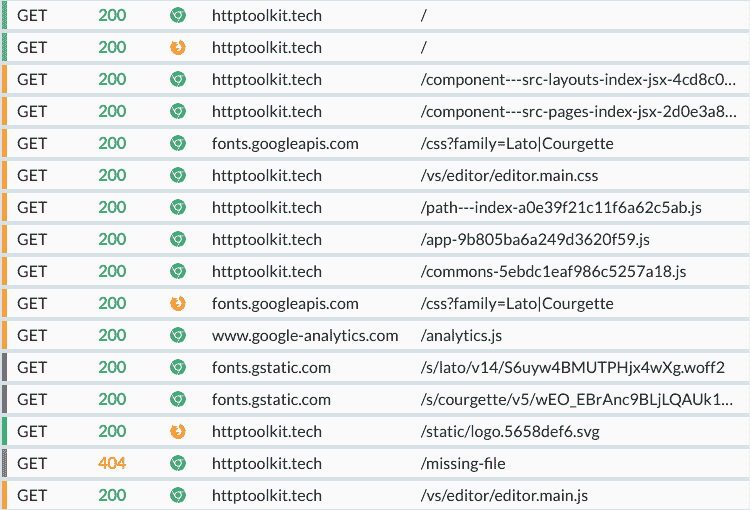 GET 200 httptoolkit.tech /
GET 200 httptoolkit.tech /
GET 200 httptoolkit.tech /component---src-layouts-index-jsx-4cd8c0...
GET 200 httptoolkit.tech /component---src-pages-index-jsx-2d0e3a8...
GET 200 fonts.googleapis.com /css?family=Lato|Courgette
GET 200 httptoolkit.tech /vs/editor/editor.main.css
GET 200 httptoolkit.tech /path---index-a0e39f21c11f6a62c5ab.js
GET 200 httptoolkit.tech /app-9b805ba6a249d3620f59.js
GET 200 httptoolkit.tech /commons-5ebdc1eaf986c5257a18.js
GET 200 fonts.googleapis.com /css?family=Lato|Courgette
GET 200 www.google-analytics.com /analytics.js
GET 200 fonts.gstatic.com /s/lato/v14/S6uyw4BMUTPHjx4wXg.woff2
GET 200 fonts.gstatic.com /s/courgette/v5/wEO_EBrAnc9BLjLQAUk1...
GET 200 httptoolkit.tech /static/logo.5658def6.svg
GET 404 httptoolkit.tech /missing-file
GET 200 httptoolkit.tech /vs/editor/editor.main.js